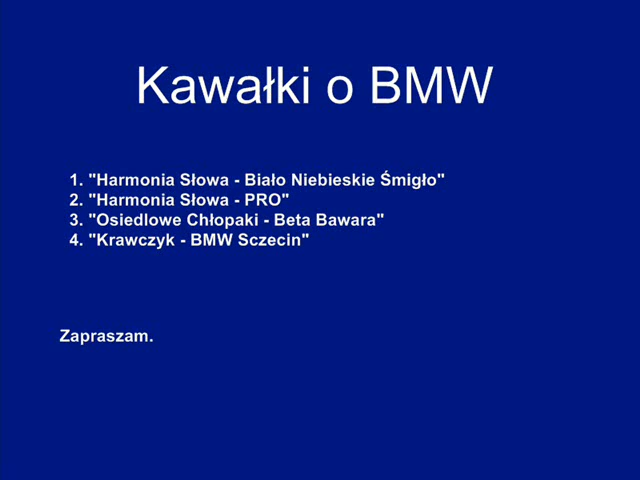 Kawałki o BMW
1. "Harmonia Słowa - Biało Niebieskie Śmigło"
2. "Harmonia Słowa - PRO"
3. "Osiedlowe Chłopaki - Beta Bawara"
4. "Krawczyk - BMW Sczecin"
Zapraszam.